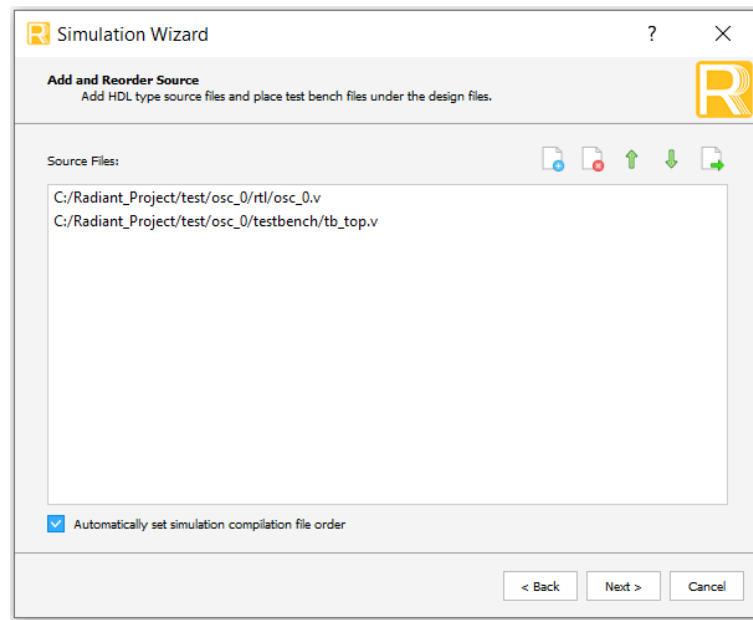 Simulation Wizard
?
Add and Reorder Source
Add HDL type source files and place test bench files under the design files.
R
Source Files:
C:/Radiant_Project/test/osc_0/rtl/osc_0.v
C:/Radiant_Project/test/osc_0/testbench/tb_top.v
Automatically set simulation compilation file order
< Back
Next >
Cancel